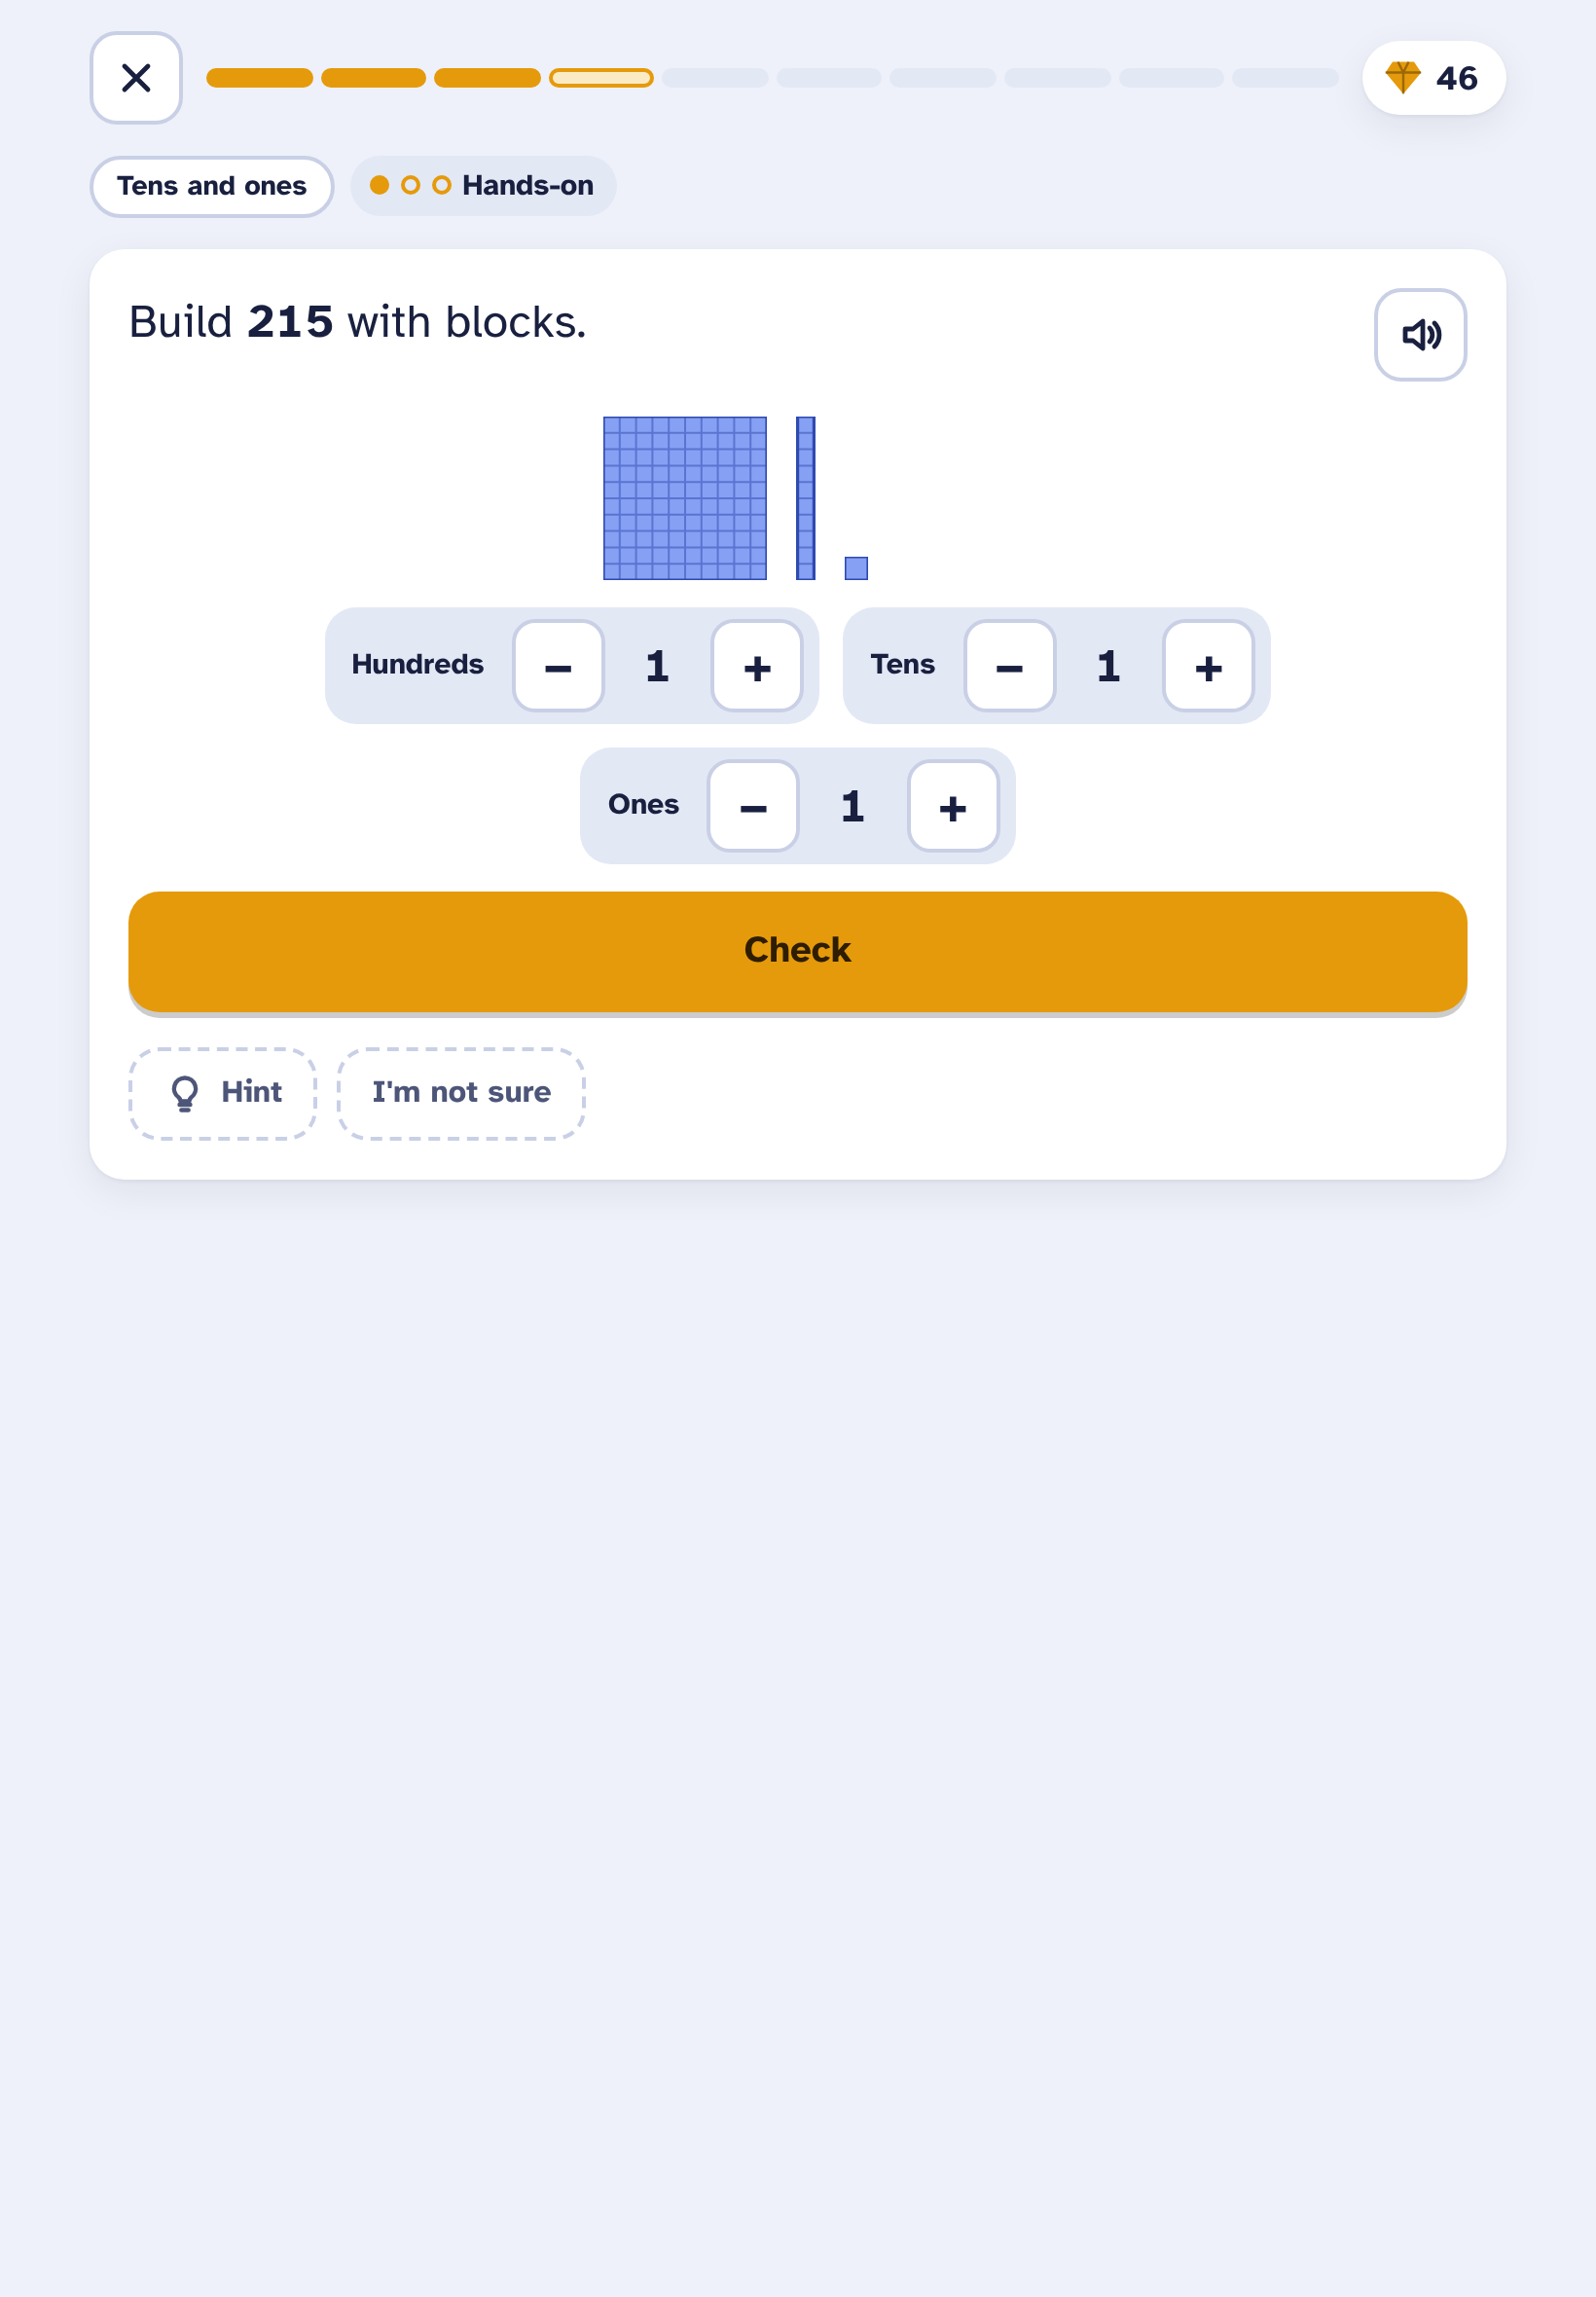 46
Tens and ones
Hands-on
Build 215 with blocks.
Hundreds − 1 + Tens − 1 +
Ones − 1 +
Check
Hint
I'm not sure